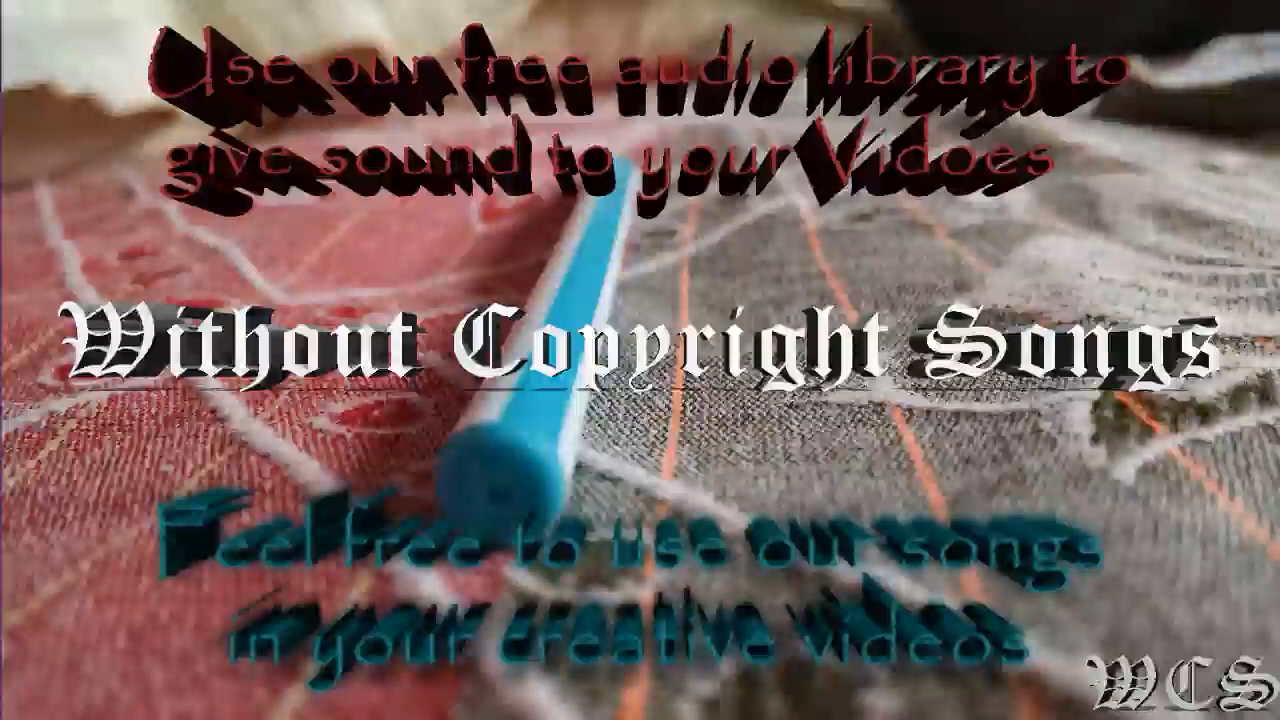 Use our free audio library to
give sound to your Vidoes
Without Copyright Songs
Feel free to use our songs
in your creative videos
WCS